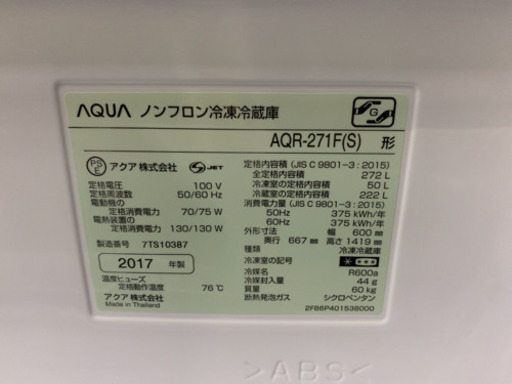 AQUA ノンフロン冷凍冷蔵庫
G
AQR-271F(S) 形
PS
E アクア株式会社 S JET
定格電圧 100 V
定格周波数 50/60 Hz
電動機の
定格消費電力 70/75 W
電熱装置の
定格消費電力 130/130 W
製造番号 7TS10387
2017 年製
温度ヒューズ
定格動作温度 76℃
アクア株式会社
Made in Thailand
定格内容積 (JIS C 9801-3 : 2015)
全定格内容積 272 L
冷凍室の定格内容積 50 L
冷蔵室の定格内容積 222 L
消費電力量 (JIS C 9801-3 : 2015)
50Hz 375 kWh/年
60Hz 375 kWh/年
外形寸法 幅 600 mm
奥行 667 mm 高さ 1419 mm
種類 冷凍冷蔵庫
冷凍室の記号
冷媒名 R600a
冷媒封入量 44 g
質量 60 kg
断熱発泡ガス シクロペンタン
2FB6P401538000
>ABS<